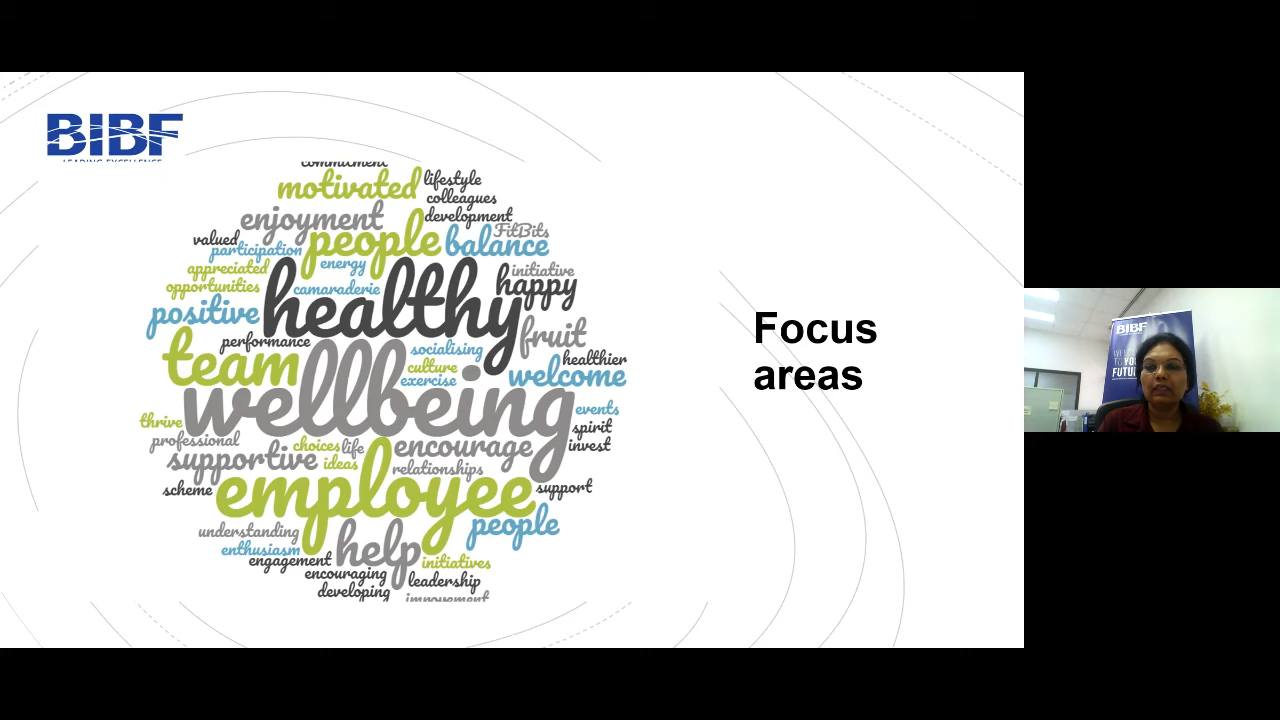 BIBF
LEADING EXCELLENCE
commitment
motivated
lifestyle
colleagues
enjoyment
development
FitBits
valued
people
balance
participation
energy
appreciated
initiative
opportunities
camaraderie
healthy
happy
positive
fruit
performance
team
socialising
healthier
culture
welcome
exercise
wellbeing
events
thrive
spirit
professional
choices
life
encourage
invest
supportive
ideas
relationships
scheme
employee
support
understanding
people
enthusiasm
help
engagement
initiatives
encouraging
leadership
developing
Focus
areas
BIBF